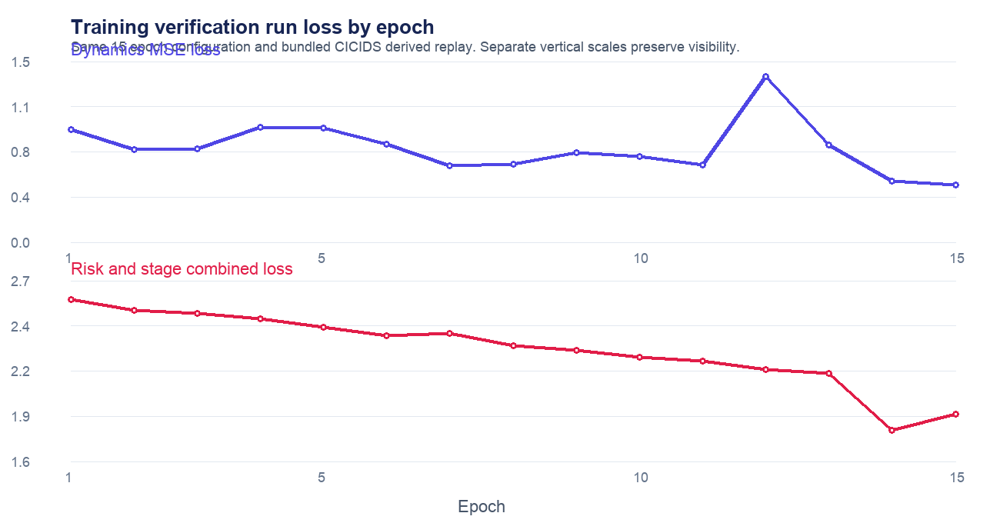 Training verification run loss by epoch
Same 15 epoch configuration and bundled CICIDS derived replay. Separate vertical scales preserve visibility.
Dynamics MSE loss
1.5
1.1
0.8
0.4
0.0
1 5 10 15
Risk and stage combined loss
2.7
2.4
2.2
1.9
1.6
1 5 10 15
Epoch